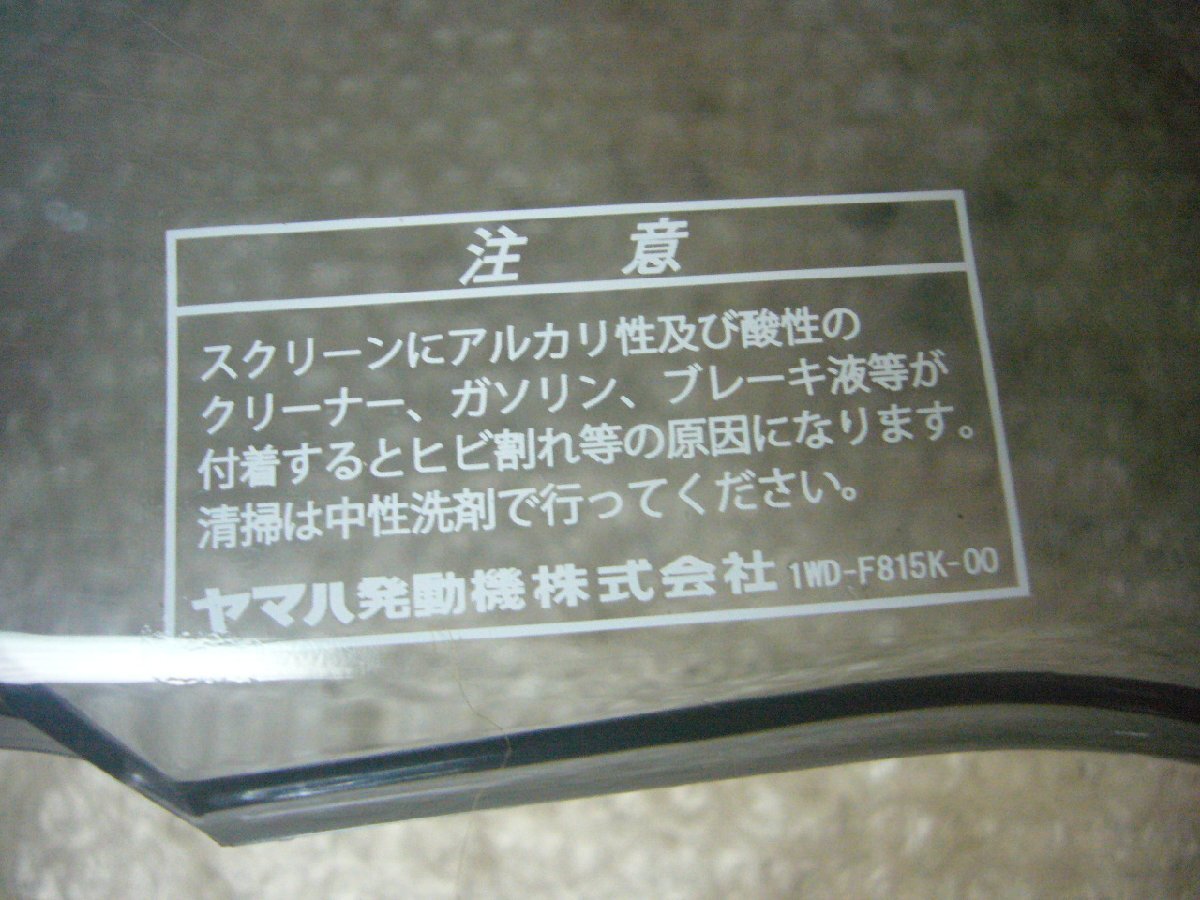 注意
スクリーンにアルカリ性及び酸性の
クリーナー、ガソリン、ブレーキ液等が
付着するとヒビ割れ等の原因になります。
清掃は中性洗剤で行ってください。
ヤマハ発動機株式会社 1WD-F815K-00